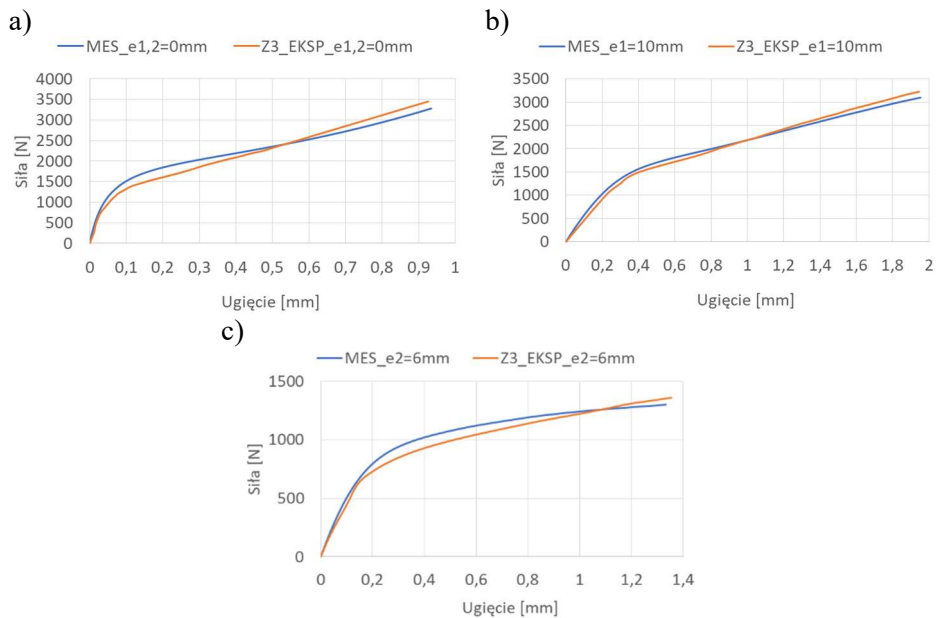 a)
MES_e1,2=0mm Z3_EKSP_e1,2=0mm
4000
3500
3000
2500
2000
1500
1000
500
0
Siła [N]
0 0,1 0,2 0,3 0,4 0,5 0,6 0,7 0,8 0,9 1
Ugięcie [mm]
b)
MES_e1=10mm Z3_EKSP_e1=10mm
3500
3000
2500
2000
1500
1000
500
0
Siła [N]
0 0,2 0,4 0,6 0,8 1 1,2 1,4 1,6 1,8 2
Ugięcie [mm]
c)
MES_e2=6mm Z3_EKSP_e2=6mm
1500
1000
500
0
Siła [N]
0 0,2 0,4 0,6 0,8 1 1,2 1,4
Ugięcie [mm]